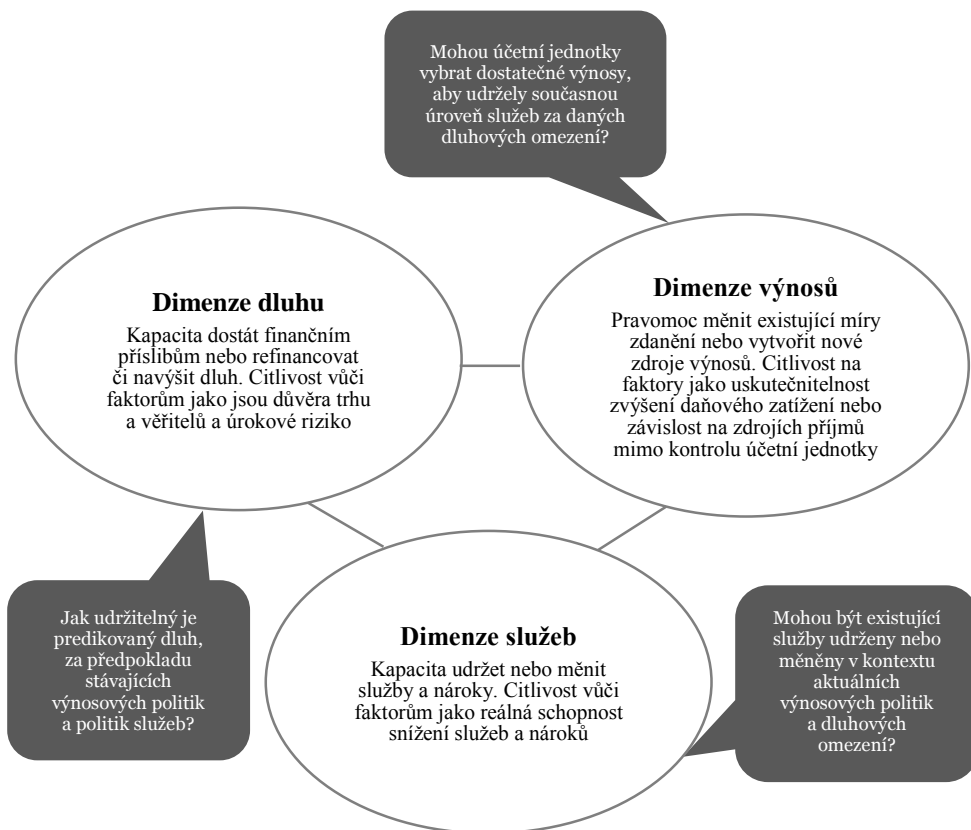 Mohou účetní jednotky
vybrat dostatečné výnosy,
aby udržely současnou
úroveň služeb za daných
dluhových omezení?
Dimenze dluhu
Kapacita dostát finančním
příslibům nebo refinancovat
či navýšit dluh. Citlivost vůči
faktorům jako jsou důvěra trhu
a věřitelů a úrokové riziko
Dimenze výnosů
Pravomoc měnit existující míry
zdanění nebo vytvořit nové
zdroje výnosů. Citlivost na
faktory jako uskutečnitelnost
zvýšení daňového zatížení nebo
závislost na zdrojích příjmů
mimo kontrolu účetní jednotky
Jak udržitelný je
predikovaný dluh,
za předpokladu
stávajících
výnosových politik
a politik služeb?
Dimenze služeb
Kapacita udržet nebo měnit
služby a nároky. Citlivost vůči
faktorům jako reálná schopnost
snížení služeb a nároků
Mohou být existující
služby udrženy nebo
měněny v kontextu
aktuálních
výnosových politik
a dluhových
omezení?